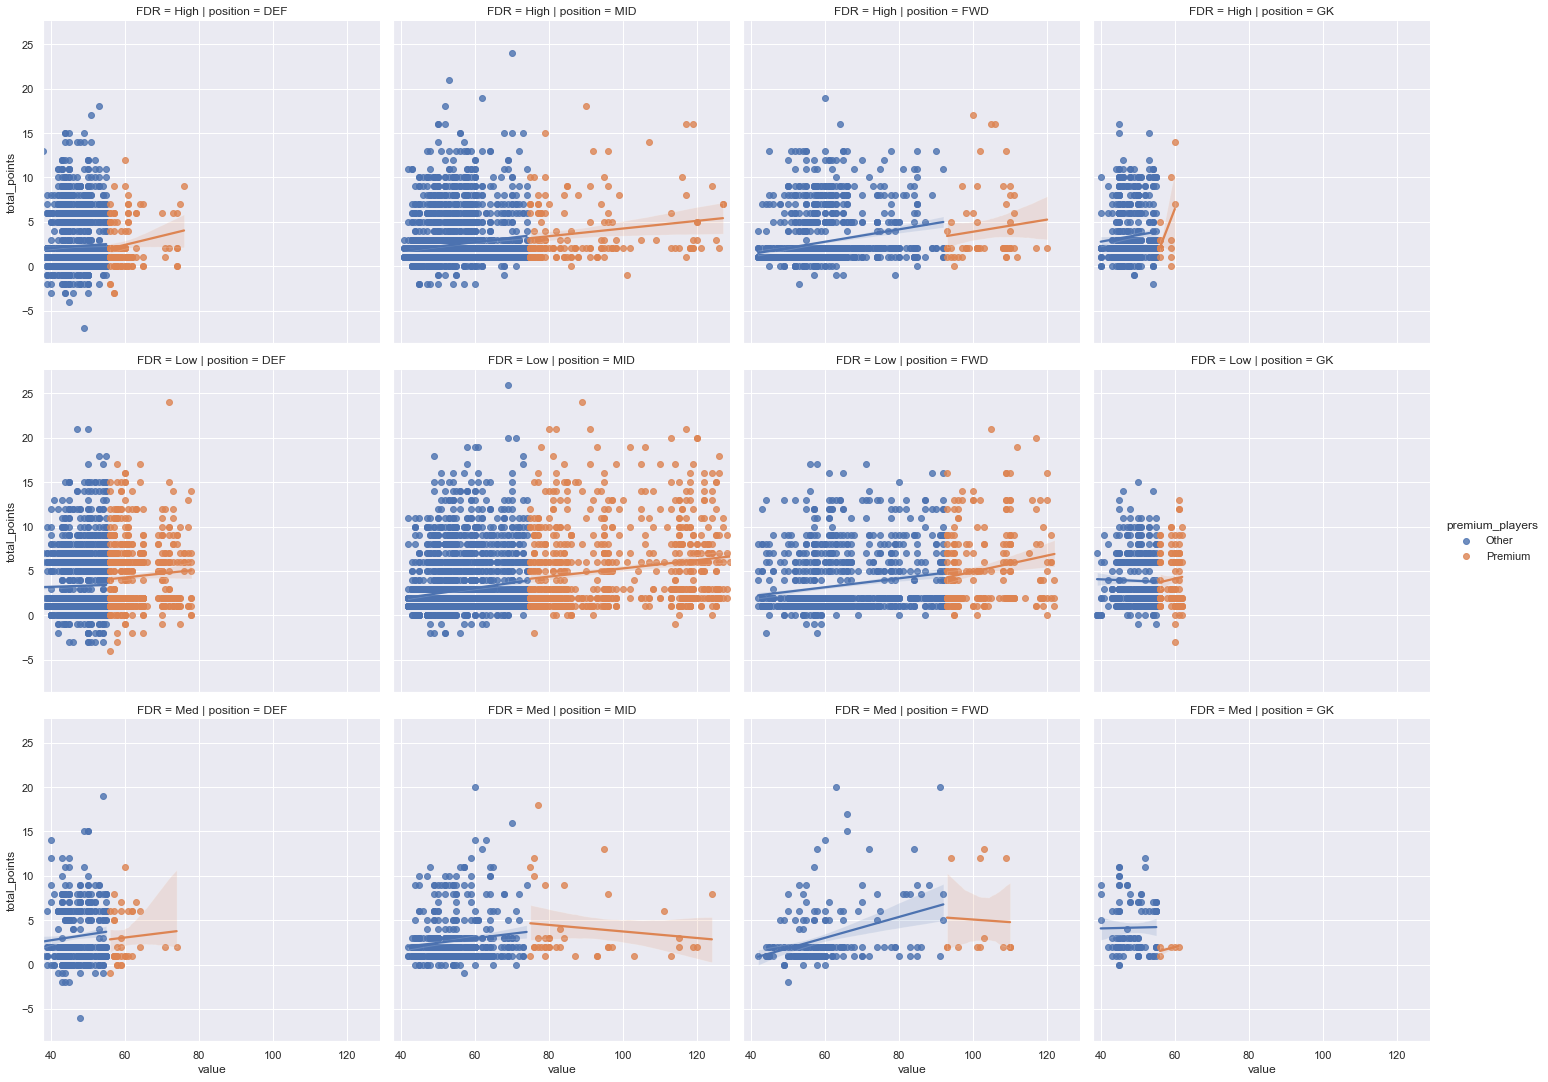 FDR = High | position = DEF
FDR = High | position = MID
FDR = High | position = FWD
FDR = High | position = GK
25
20
15
10
5
0
−5
total_points
FDR = Low | position = DEF
FDR = Low | position = MID
FDR = Low | position = FWD
FDR = Low | position = GK
25
20
15
10
5
0
−5
total_points
premium_players
Other
Premium
FDR = Med | position = DEF
FDR = Med | position = MID
FDR = Med | position = FWD
FDR = Med | position = GK
25
20
15
10
5
0
−5
total_points
40 60 80 100 120
value
40 60 80 100 120
value
40 60 80 100 120
value
40 60 80 100 120
value